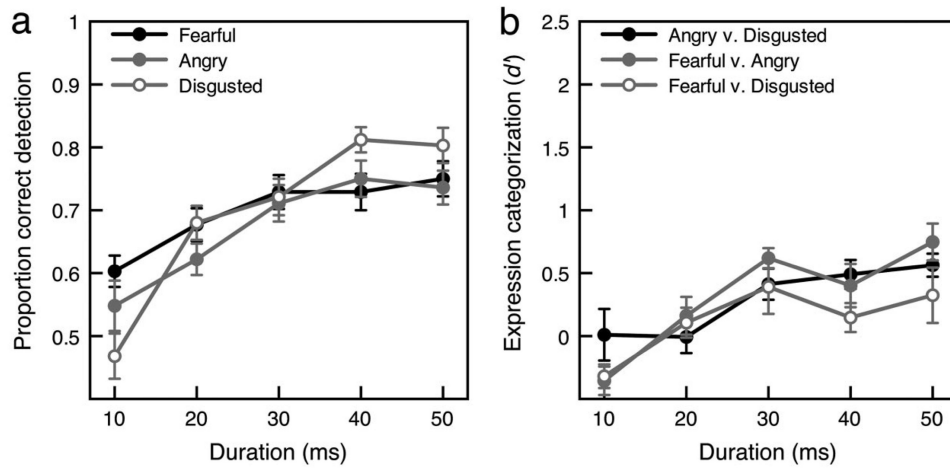 a
1
0.9
0.8
0.7
0.6
0.5
Proportion correct detection
Fearful
Angry
Disgusted
10 20 30 40 50
Duration (ms)
b
2.5
2
1.5
1
0.5
0
Expression categorization (d')
Angry v. Disgusted
Fearful v. Angry
Fearful v. Disgusted
10 20 30 40 50
Duration (ms)